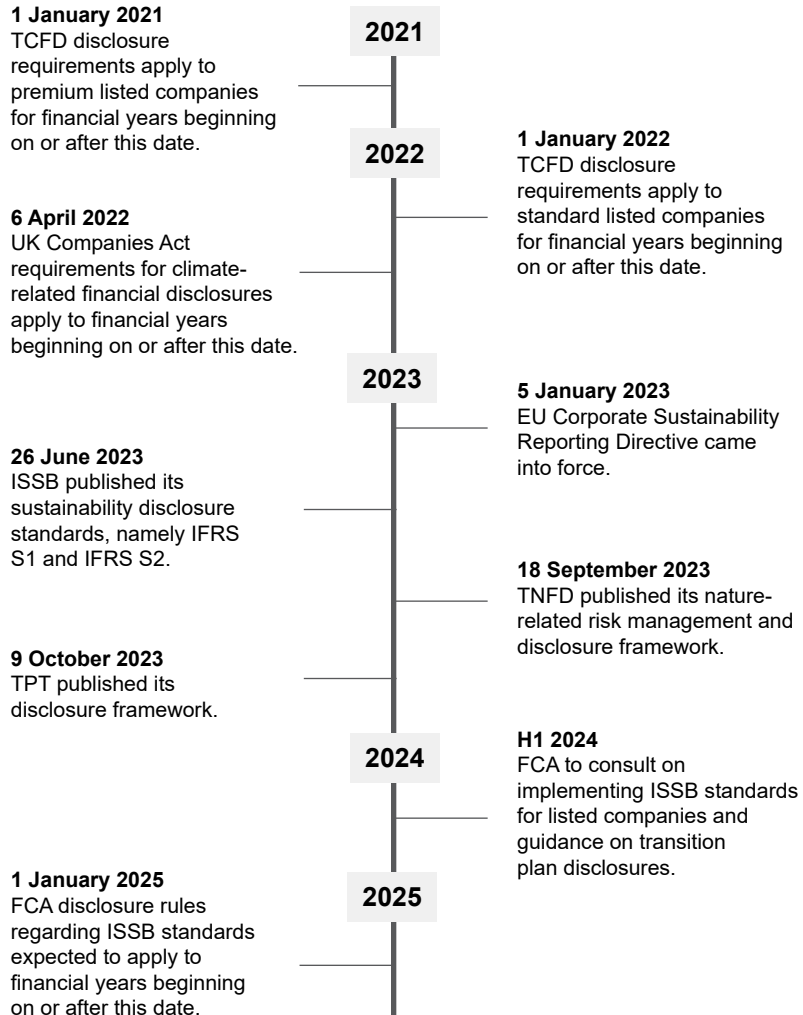 1 January 2021
TCFD disclosure
requirements apply to
premium listed companies
for financial years beginning
on or after this date.
2021
2022
1 January 2022
TCFD disclosure
requirements apply to
standard listed companies
for financial years beginning
on or after this date.
6 April 2022
UK Companies Act
requirements for climate-
related financial disclosures
apply to financial years
beginning on or after this date.
2023
5 January 2023
EU Corporate Sustainability
Reporting Directive came
into force.
26 June 2023
ISSB published its
sustainability disclosure
standards, namely IFRS
S1 and IFRS S2.
18 September 2023
TNFD published its nature-
related risk management and
disclosure framework.
9 October 2023
TPT published its
disclosure framework.
2024
H1 2024
FCA to consult on
implementing ISSB standards
for listed companies and
guidance on transition
plan disclosures.
2025
1 January 2025
FCA disclosure rules
regarding ISSB standards
expected to apply to
financial years beginning
on or after this date.